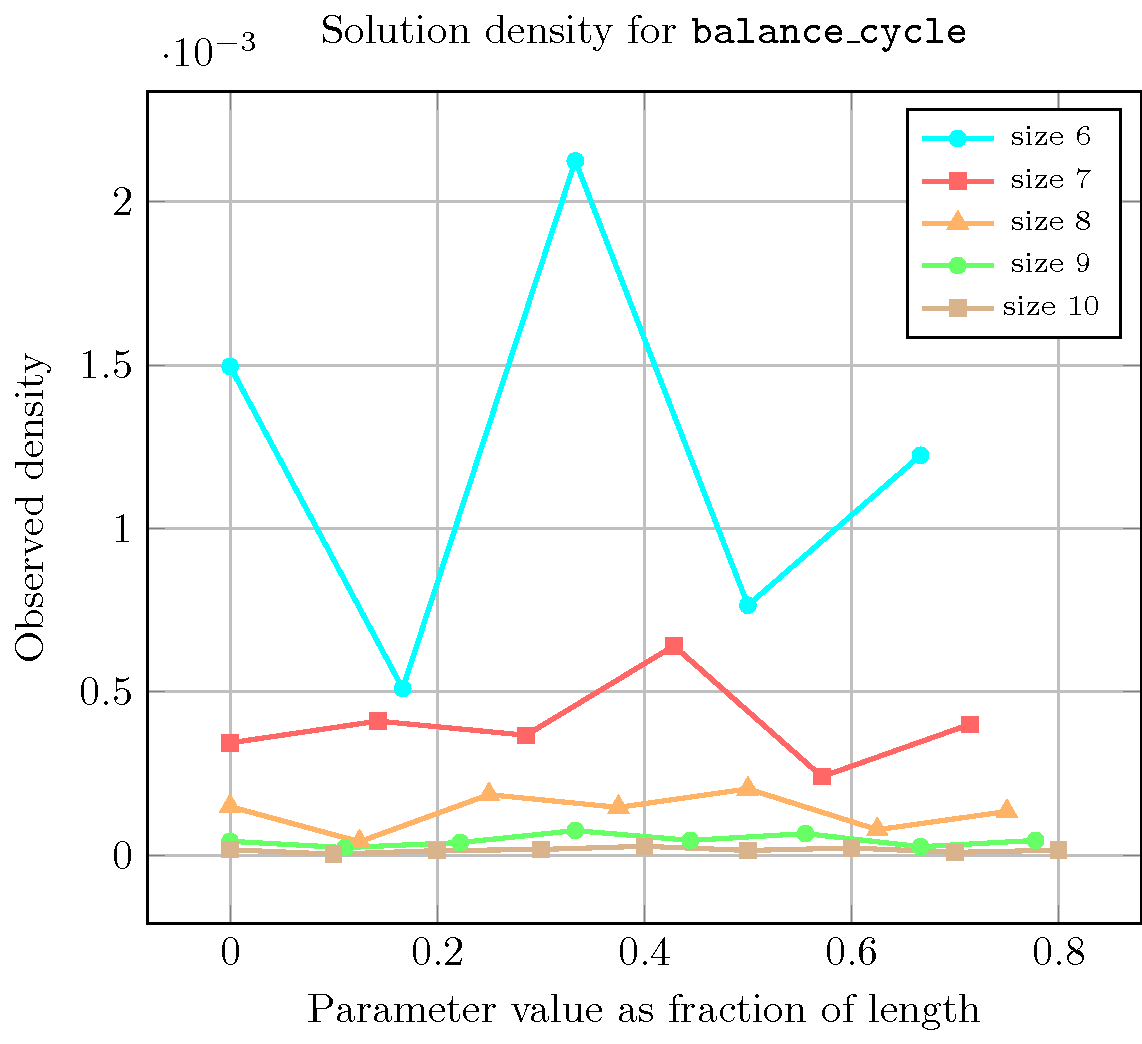 Solution density for balance_cycle
·10−3
size 6
size 7
size 8
size 9
size 10
2
1.5
1
0.5
0
Observed density
0 0.2 0.4 0.6 0.8
Parameter value as fraction of length